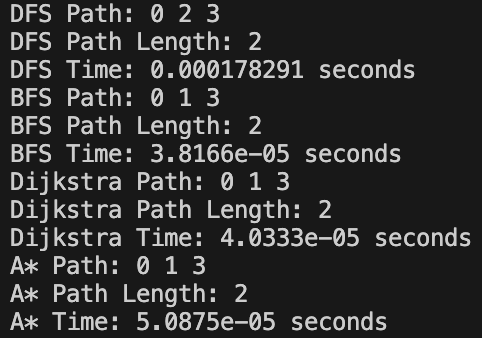 DFS Path: 0 2 3
DFS Path Length: 2
DFS Time: 0.000178291 seconds
BFS Path: 0 1 3
BFS Path Length: 2
BFS Time: 3.8166e-05 seconds
Dijkstra Path: 0 1 3
Dijkstra Path Length: 2
Dijkstra Time: 4.0333e-05 seconds
A* Path: 0 1 3
A* Path Length: 2
A* Time: 5.0875e-05 seconds